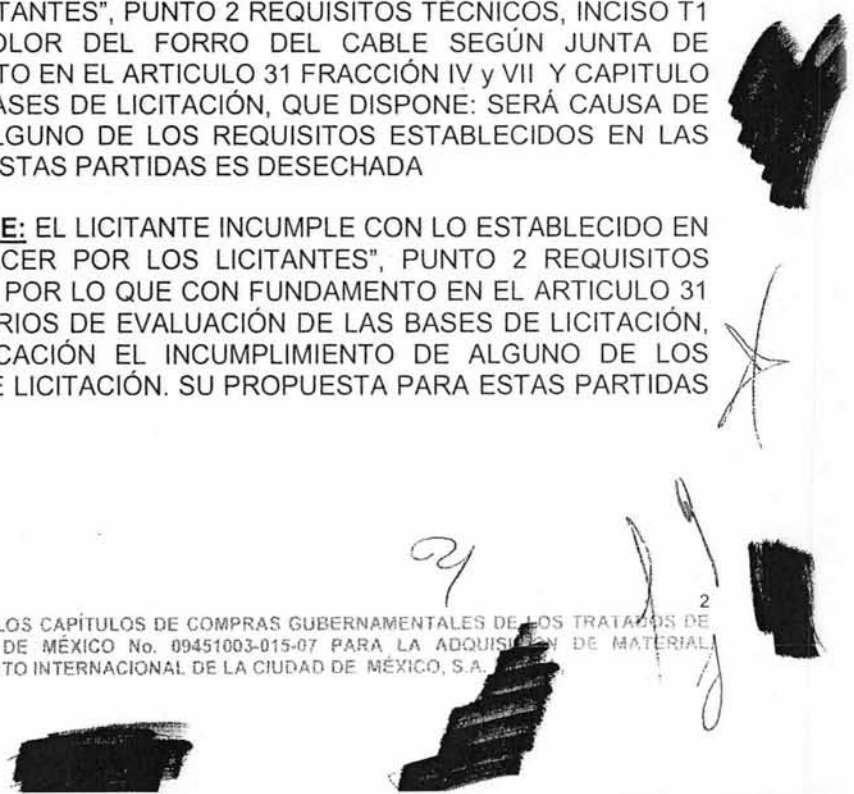 TANTES", PUNTO 2 REQUISITOS TÉCNICOS, INCISO T1
OLOR DEL FORRO DEL CABLE SEGÚN JUNTA DE
TO EN EL ARTICULO 31 FRACCIÓN IV y VII Y CAPITULO
ASES DE LICITACIÓN, QUE DISPONE: SERÁ CAUSA DE
LGUNO DE LOS REQUISITOS ESTABLECIDOS EN LAS
STAS PARTIDAS ES DESECHADA
E: EL LICITANTE INCUMPLE CON LO ESTABLECIDO EN
CER POR LOS LICITANTES", PUNTO 2 REQUISITOS
POR LO QUE CON FUNDAMENTO EN EL ARTICULO 31
RIOS DE EVALUACIÓN DE LAS BASES DE LICITACIÓN,
CACIÓN EL INCUMPLIMIENTO DE ALGUNO DE LOS
E LICITACIÓN. SU PROPUESTA PARA ESTAS PARTIDAS
2
LOS CAPÍTULOS DE COMPRAS GUBERNAMENTALES DE LOS TRATADOS DE
DE MÉXICO No. 09451003-015-07 PARA LA ADQUISICIÓN DE MATERIAL
TO INTERNACIONAL DE LA CIUDAD DE MÉXICO, S.A.